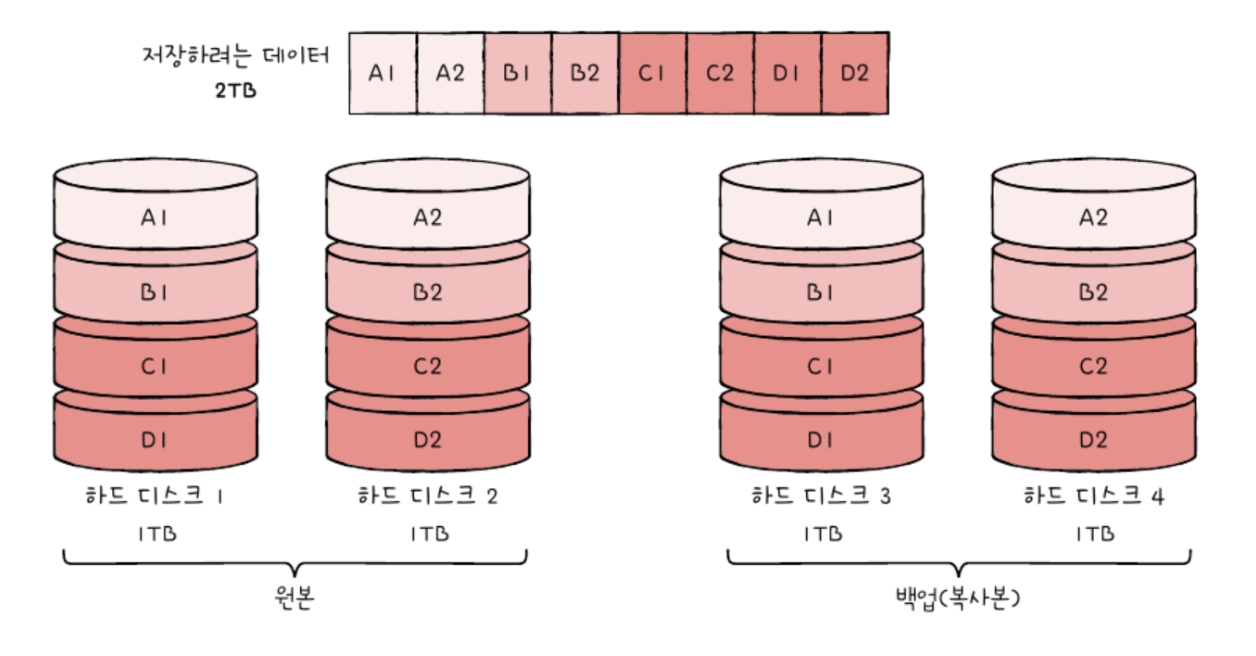 저장하려는 데이터
2TB
A1 A2 B1 B2 C1 C2 D1 D2
A1 A2 A1 A2
B1 B2 B1 B2
C1 C2 C1 C2
D1 D2 D1 D2
하드 디스크 1 하드 디스크 2 하드 디스크 3 하드 디스크 4
1TB 1TB 1TB 1TB
원본 백업(복사본)